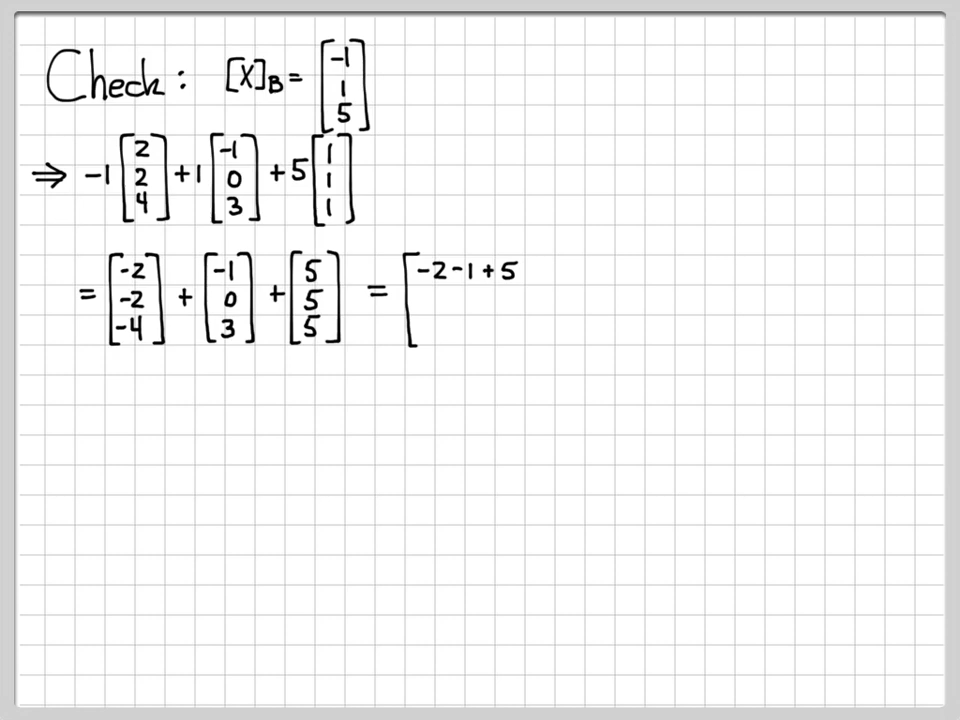 Check: [X]_B = [-1 1 5]
⇒ -1 [2 2 4] + 1 [-1 0 3] + 5 [1 1 1]
= [-2 -2 -4] + [-1 0 3] + [5 5 5] = [-2-1+5